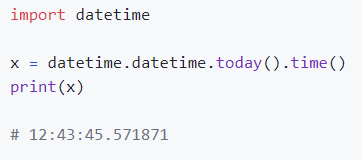 import datetime
x = datetime.datetime.today().time()
print(x)
# 12:43:45.571871